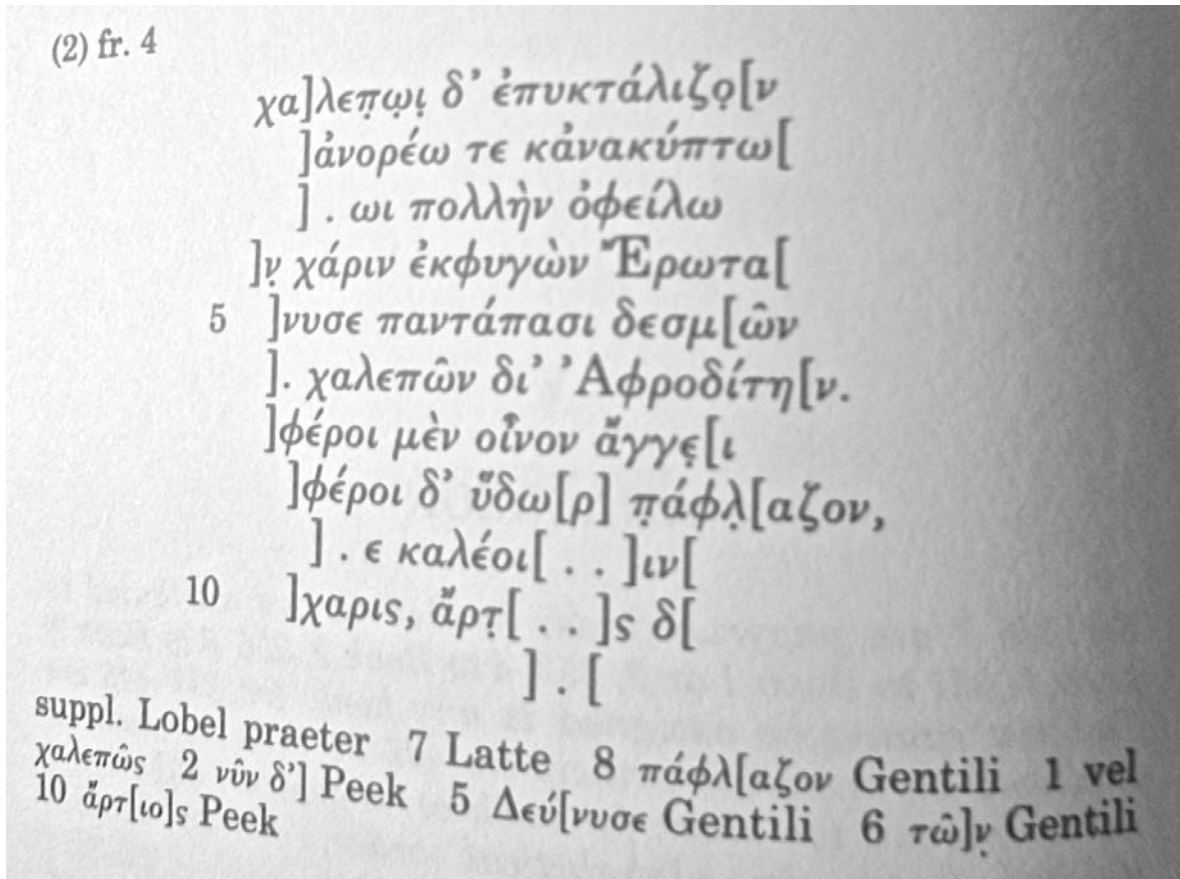 (2) fr. 4
χα]λεπ̣ω̣ι̣ δ’ ἐπυκτάλιζο̣[ν
]ἀνορέω τε κἀνακύπτω[
] . ωι πολλὴν ὀφείλω
]ν̣ χάριν ἐκφυγὼν Ἔρωτα[
5 ]νυσε παντάπασι δεσμ[ῶν
]. χαλεπῶν δι’ Ἀφροδίτη[ν.
]φέροι μὲν οἶνον ἄγγε̣[ι
]φέροι δ’ ὕδω[ρ] π̣άφλ̣[αζον,
] . ε καλέοι[ . . ]ιν[
10 ]χαρις, ἄρτ̣[ . . ]ς δ[
] . [
suppl. Lobel praeter 7 Latte 8 πάφλ[αζον Gentili 1 vel
χαλεπῶς 2 νῦν δ’] Peek 5 Δεύ[νυσε Gentili 6 τῶ]ν̣ Gentili
10 ἄρτ[ιο]ς Peek